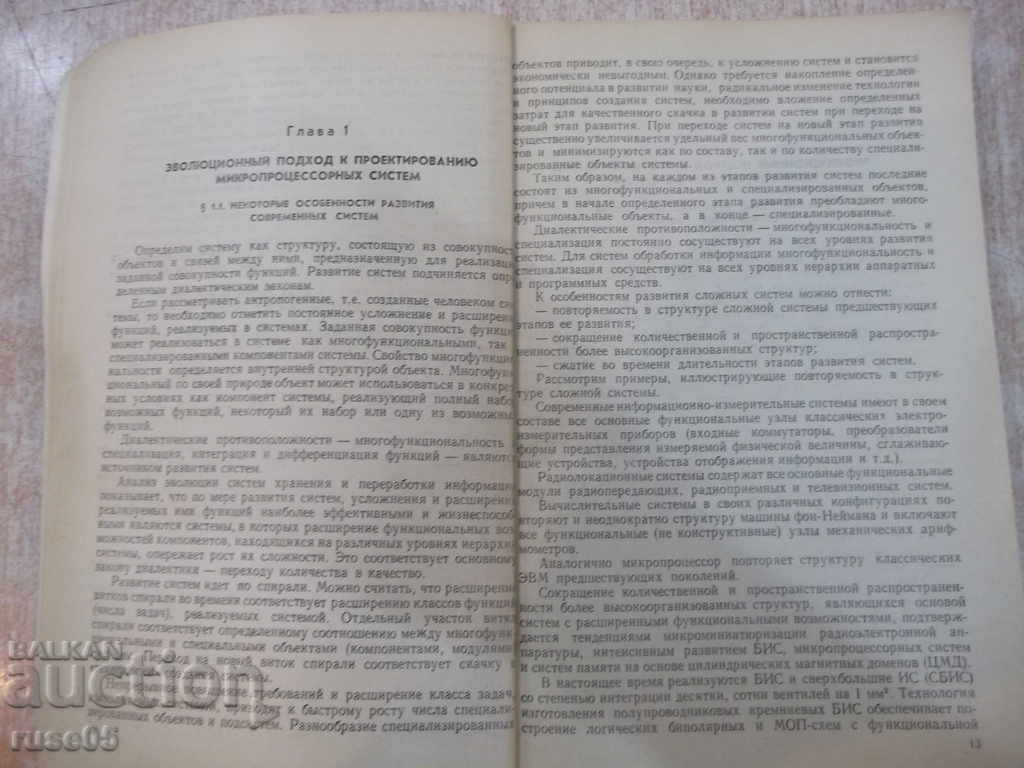 Глава 1
ЭВОЛЮЦИОННЫЙ ПОДХОД К ПРОЕКТИРОВАНИЮ
МИКРОПРОЦЕССОРНЫХ СИСТЕМ
§ 1.1. НЕКОТОРЫЕ ОСОБЕННОСТИ РАЗВИТИЯ
СОВРЕМЕННЫХ СИСТЕМ
Определим систему как структуру, состоящую из совокупност
объектов и связей между ними, предназначенную для реализац
заданной совокупности функций. Развитие систем подчиняется опр
деленным диалектическим законам.
Если рассматривать антропогенные, т.е. созданные человеком си
темы, то необходимо отметить постоянное усложнение и расширени
функций, реализуемых в системах. Заданная совокупность функци
может реализоваться в системе как многофункциональными, так
специализированными компонентами системы. Свойство многофункци
нальности определяется внутренней структурой объекта. Многофун
циональный по своей природе объект может использоваться в конкре
ных условиях как компонент системы, реализующий полный набо
возможных функций, некоторый их набор или одну из возможны
функций.
Диалектические противоположности — многофункциональность
специализация, интеграция и дифференциация функций — являютс
источником развития систем.
Анализ эволюции систем хранения и переработки информации
показывает, что по мере развития систем, усложнения и расширени
реализуемых ими функций наиболее эффективными и жизнеспособ
ными являются системы, в которых расширение функциональных воз
можностей компонентов, находящихся на различных уровнях иерархи
системы, опережает рост их сложности. Это соответствует основному
закону диалектики — переходу количества в качество.
Развитие систем идет по спирали. Можно считать, что расширение
витков спирали во времени соответствует расширению классов функций
(числа задач), реализуемых системой. Отдельный участок витка
спирали соответствует определенному соотношению между многофунк
и специальными объектами (компонентами, модулями
Переход на новый виток спирали соответствует скачку в
системы.
требований и расширение класса задач,
приводят к быстрому росту числа специали-
зированных объектов и подсистем. Разнообразие специализированных
объектов приводит, в свою очередь, к усложнению систем и становится
экономически невыгодным. Однако требуется накопление определен-
ного потенциала в развитии науки, радикальное изменение технологии
и принципов создания систем, необходимо вложение определенных
затрат для качественного скачка в развитии систем при переходе на
новый этап развития. При переходе систем на новый этап развития
существенно увеличивается удельный вес многофункциональных объек-
тов и минимизируются как по составу, так и по количеству специали-
зированные объекты системы.
Таким образом, на каждом из этапов развития систем последние
состоят из многофункциональных и специализированных объектов,
причем в начале определенного этапа развития преобладают много-
функциональные объекты, а в конце — специализированные.
Диалектические противоположности — многофункциональность и
специализация постоянно сосуществуют на всех уровнях развития
систем. Для систем обработки информации многофункциональность и
специализация сосуществуют на всех уровнях иерархии аппаратных
и программных средств.
К особенностям развития сложных систем можно отнести:
— повторяемость в структуре сложной системы предшествующих
этапов ее развития;
— сокращение количественной и пространственной распростра-
ненности более высокоорганизованных структур;
— сжатие во времени длительности этапов развития систем.
Рассмотрим примеры, иллюстрирующие повторяемость в струк-
туре сложной системы.
Современные информационно-измерительные системы имеют в своем
составе все основные функциональные узлы классических электро-
измерительных приборов (входные коммутаторы, преобразователи
формы представления измеряемой физической величины, сглаживаю-
щие устройства, устройства отображения информации и т.д.).
Радиолокационные системы содержат все основные функциональные
модули радиопередающих, радиоприемных и телевизионных систем.
Вычислительные системы в своих различных конфигурациях по-
вторяют и неоднократно структуру машины фон-Неймана и включают
все функциональные (не конструктивные) узлы механических ариф-
мометров.
Аналогично микропроцессор повторяет структуру классических
ЭВМ предшествующих поколений.
Сокращение количественной и пространственной распространен-
ности более высокоорганизованных структур, являющихся основой
систем с расширенными функциональными возможностями, подтверж-
дается тенденциями микроминиатюризации радиоэлектронной ап-
паратуры, интенсивным развитием БИС, микропроцессорных систем
и систем памяти на основе цилиндрических магнитных доменов (ЦМД).
В настоящее время реализуются БИС и сверхбольшие ИС (СБИС)
со степенью интеграции десятки, сотни вентилей на 1 мм². Технология
изготовления полупроводниковых кремниевых БИС обеспечивает по-
строение логических биполярных и МОП-схем с функциональной
13
BALKAN
auction
ruse05